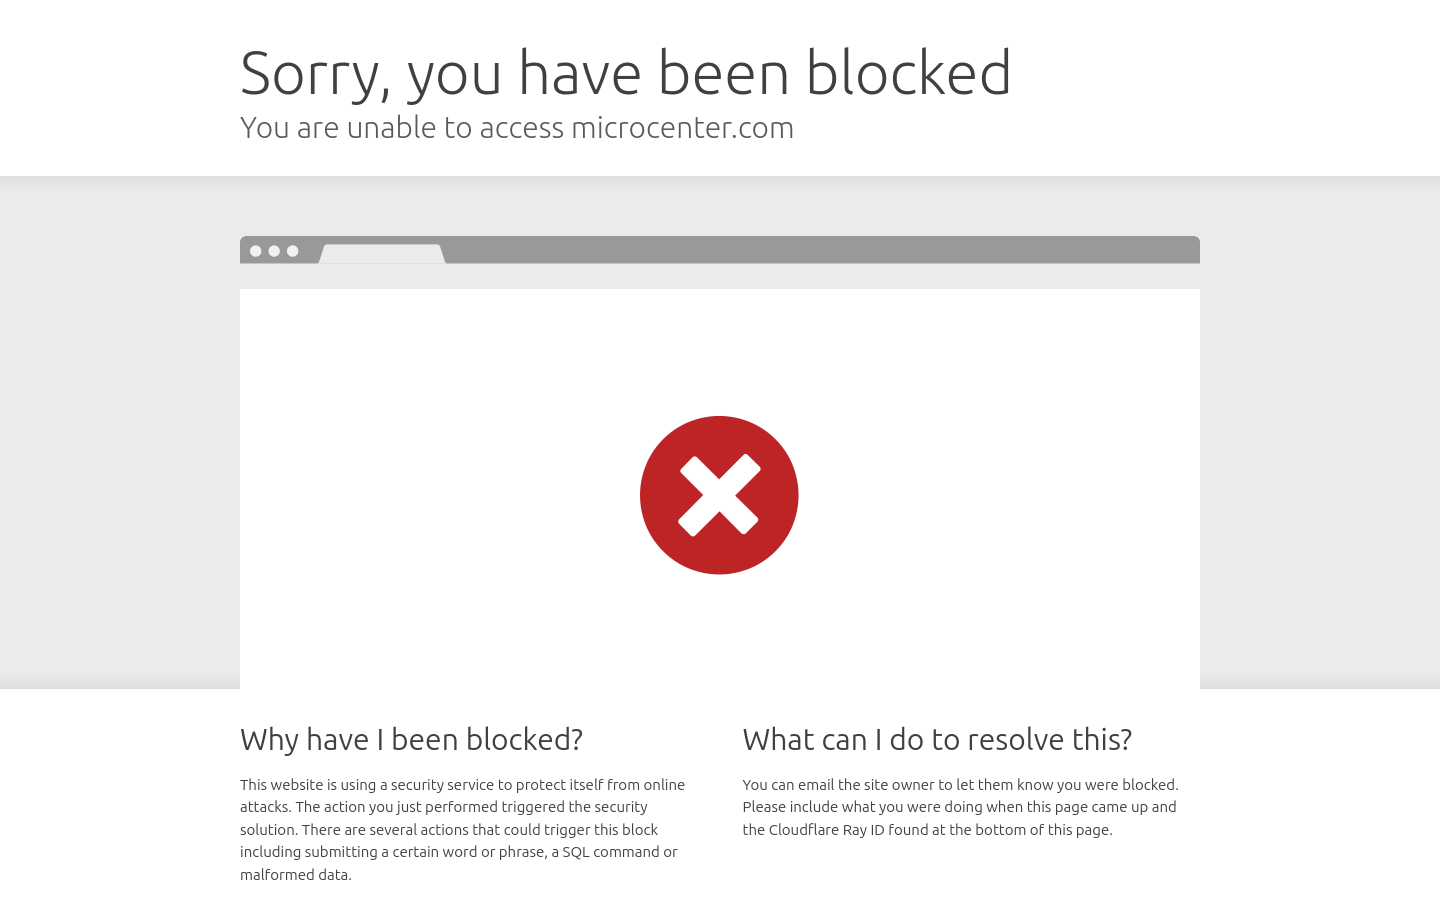 Sorry, you have been blocked
You are unable to access microcenter.com
Why have I been blocked?
This website is using a security service to protect itself from online
attacks. The action you just performed triggered the security
solution. There are several actions that could trigger this block
including submitting a certain word or phrase, a SQL command or
malformed data.
What can I do to resolve this?
You can email the site owner to let them know you were blocked.
Please include what you were doing when this page came up and
the Cloudflare Ray ID found at the bottom of this page.